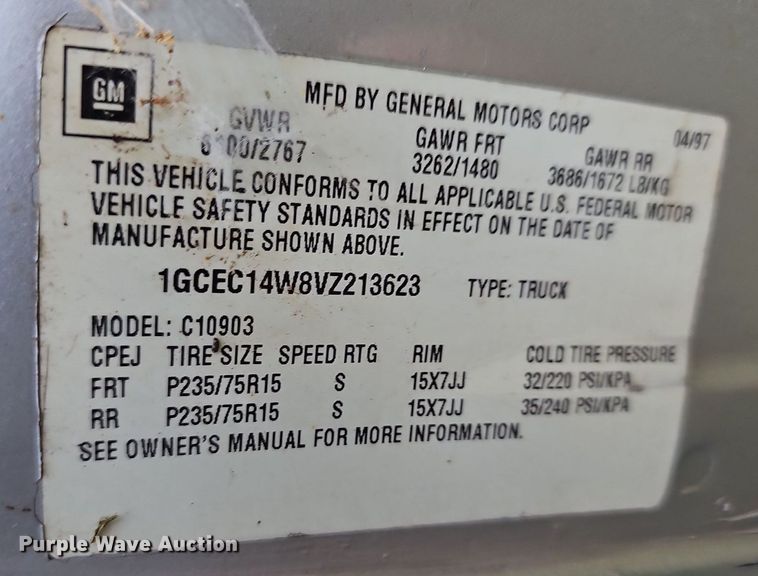 GM
MFD BY GENERAL MOTORS CORP 04/97
GVWR GAWR FRT GAWR RR
6100/2767 3262/1480 3686/1672 LB/KG
THIS VEHICLE CONFORMS TO ALL APPLICABLE U.S. FEDERAL MOTOR
VEHICLE SAFETY STANDARDS IN EFFECT ON THE DATE OF
MANUFACTURE SHOWN ABOVE.
1GCEC14W8VZ213623 TYPE: TRUCK
MODEL: C10903
CPEJ TIRE SIZE SPEED RTG RIM COLD TIRE PRESSURE
FRT P235/75R15 S 15X7JJ 32/220 PSI/KPA
RR P235/75R15 S 15X7JJ 35/240 PSI/KPA
SEE OWNER'S MANUAL FOR MORE INFORMATION.
Purple Wave Auction